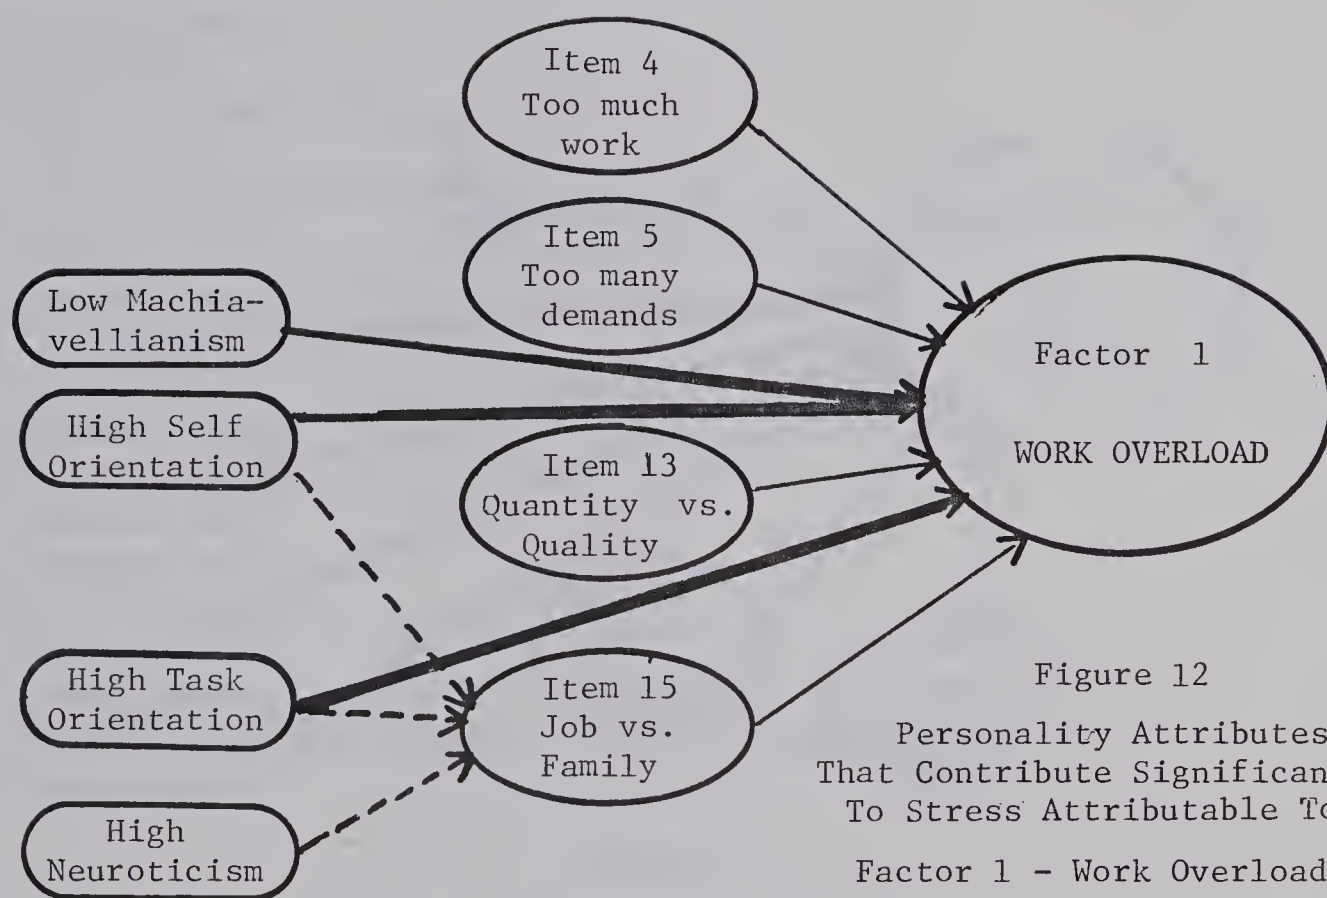 Item 4
Too much
work
Item 5
Too many
demands
Low Machia-
vellianism
High Self
Orientation
Item 13
Quantity vs.
Quality
High Task
Orientation
Item 15
Job vs.
Family
High
Neuroticism
Factor 1
WORK OVERLOAD
Figure 12
Personality Attributes
That Contribute Significan
To Stress Attributable To
Factor 1 - Work Overload